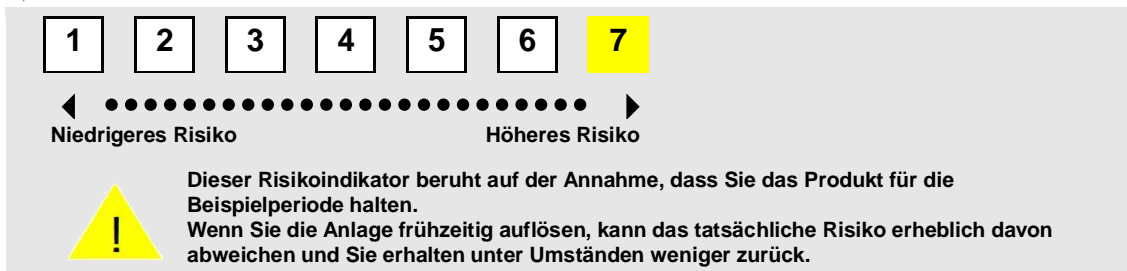 1 2 3 4 5 6 7
Niedrigeres Risiko Höheres Risiko
Dieser Risikoindikator beruht auf der Annahme, dass Sie das Produkt für die
Beispielperiode halten.
! Wenn Sie die Anlage frühzeitig auflösen, kann das tatsächliche Risiko erheblich davon
abweichen und Sie erhalten unter Umständen weniger zurück.